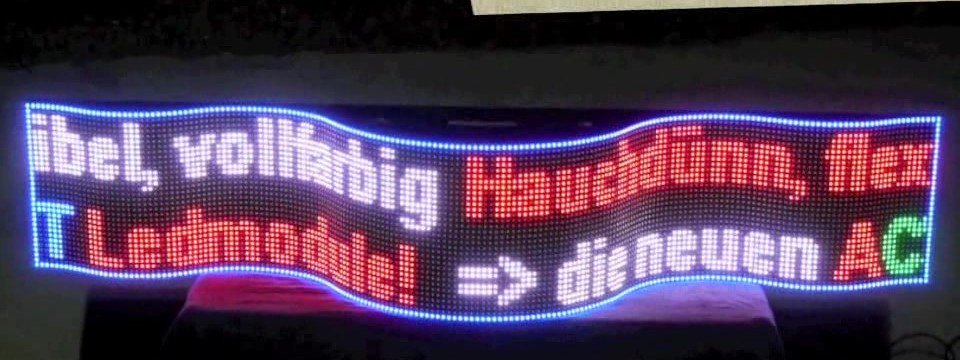 ibel, vollfarbig Hauchdünn, flex
T Ledmodule! => die neuen AC